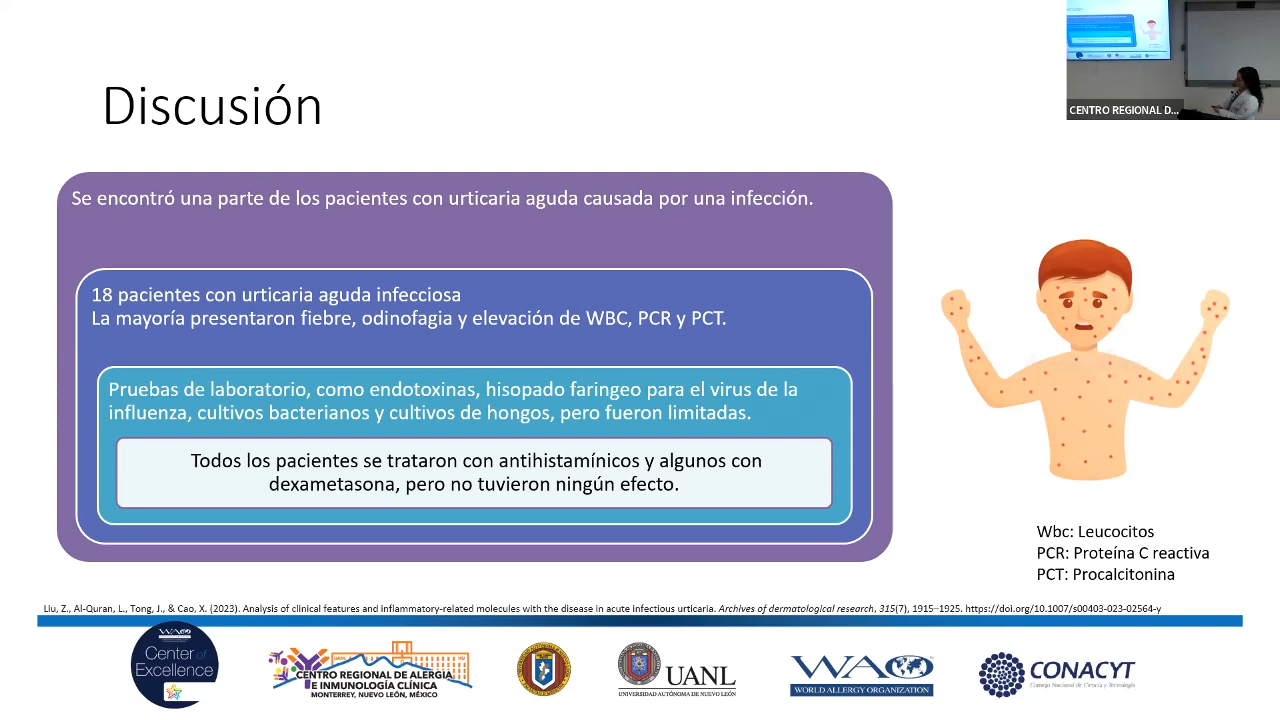 Discusión
CENTRO REGIONAL D...
Se encontró una parte de los pacientes con urticaria aguda causada por una infección.
18 pacientes con urticaria aguda infecciosa
La mayoría presentaron fiebre, odinofagia y elevación de WBC, PCR y PCT.
Pruebas de laboratorio, como endotoxinas, hisopado faringeo para el virus de la
influenza, cultivos bacterianos y cultivos de hongos, pero fueron limitadas.
Todos los pacientes se trataron con antihistamínicos y algunos con
dexametasona, pero no tuvieron ningún efecto.
Wbc: Leucocitos
PCR: Proteína C reactiva
PCT: Procalcitonina
Liu, Z., Al-Quran, L., Tong, J., & Cao, X. (2023). Analysis of clinical features and inflammatory-related molecules with the disease in acute infectious urticaria. Archives of dermatological research, 315(7), 1915–1925. https://doi.org/10.1007/s00403-023-02564-y
WAO
Center of
Excellence
CENTRO REGIONAL DE ALERGIA
E INMUNOLOGÍA CLÍNICA
MONTERREY, NUEVO LEÓN, MÉXICO
UANL
UNIVERSIDAD AUTÓNOMA DE NUEVO LEÓN
WAO
WORLD ALLERGY ORGANIZATION
CONACYT
Consejo Nacional de Ciencia y Tecnología